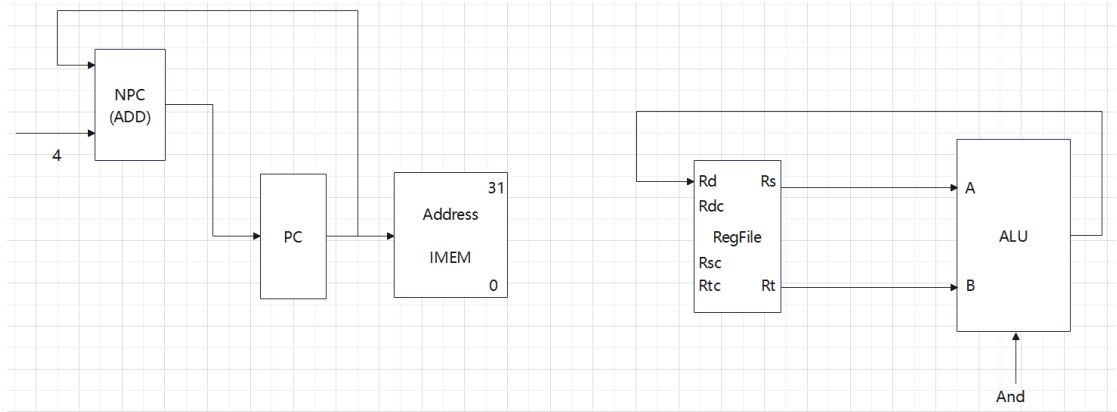 NPC
(ADD)
4
PC
31
Address
IMEM
0
Rd Rs
Rdc
RegFile
Rsc
Rtc Rt
A
ALU
B
And